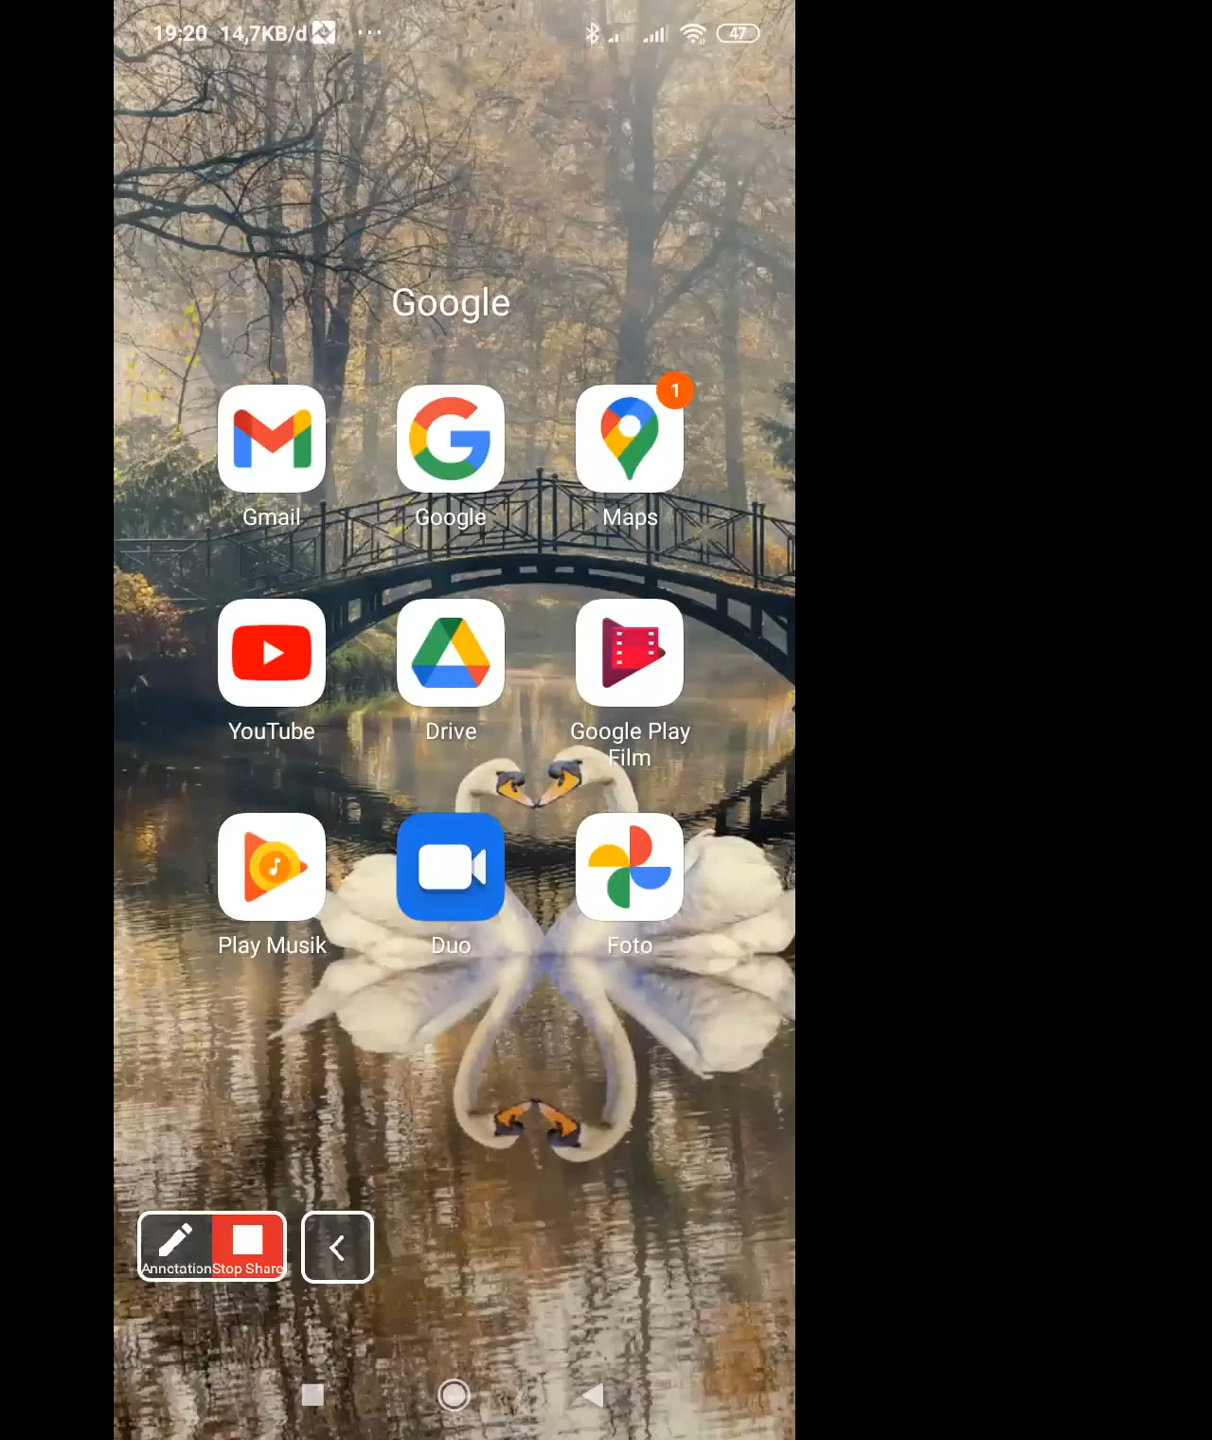 19:20 14,7KB/d ... 47
Google
1
Gmail Google Maps
YouTube Drive Google Play
Film
Play Musik Duo Foto
Annotation Stop Share